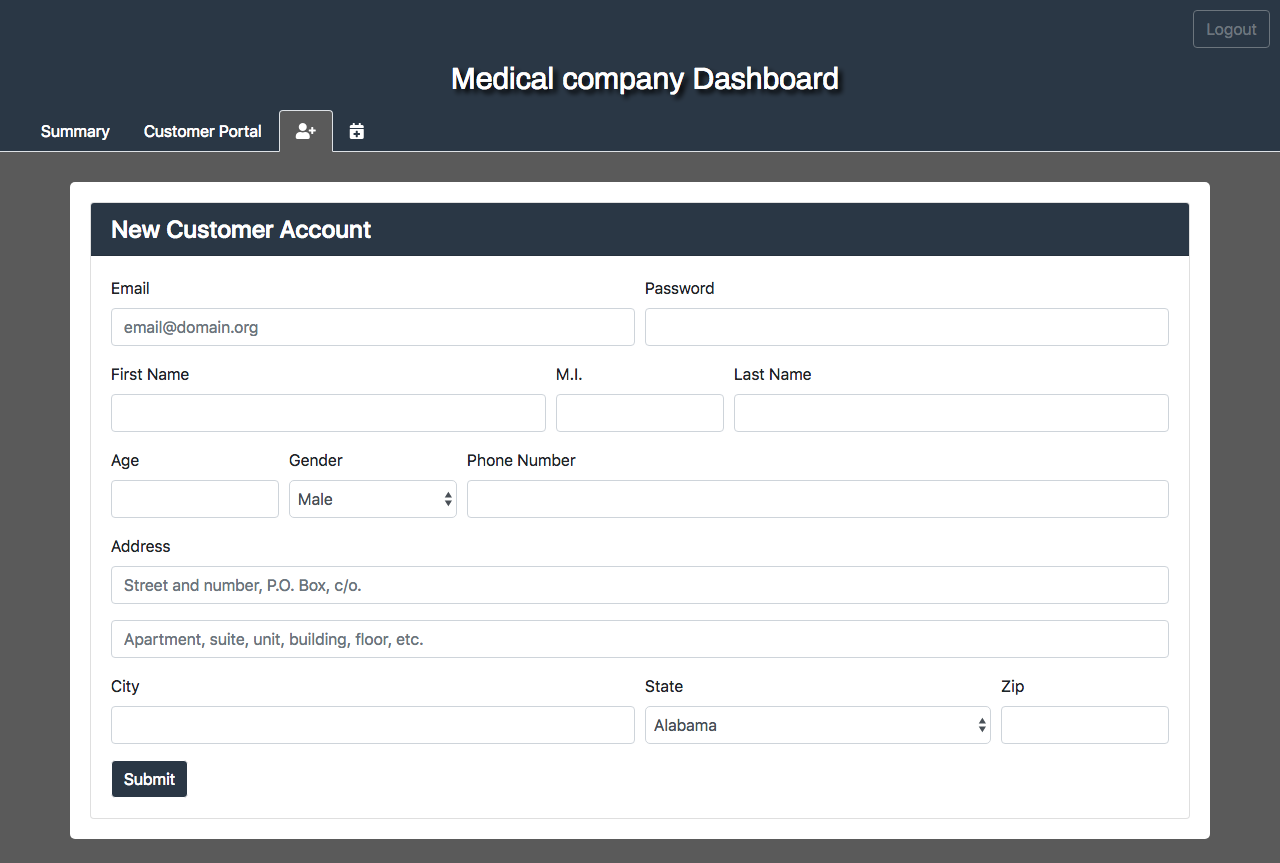 Logout
Medical company Dashboard
Summary Customer Portal
New Customer Account
Email Password
email@domain.org
First Name M.I. Last Name
Age Gender Phone Number
Male
Address
Street and number, P.O. Box, c/o.
Apartment, suite, unit, building, floor, etc.
City State Zip
Alabama
Submit